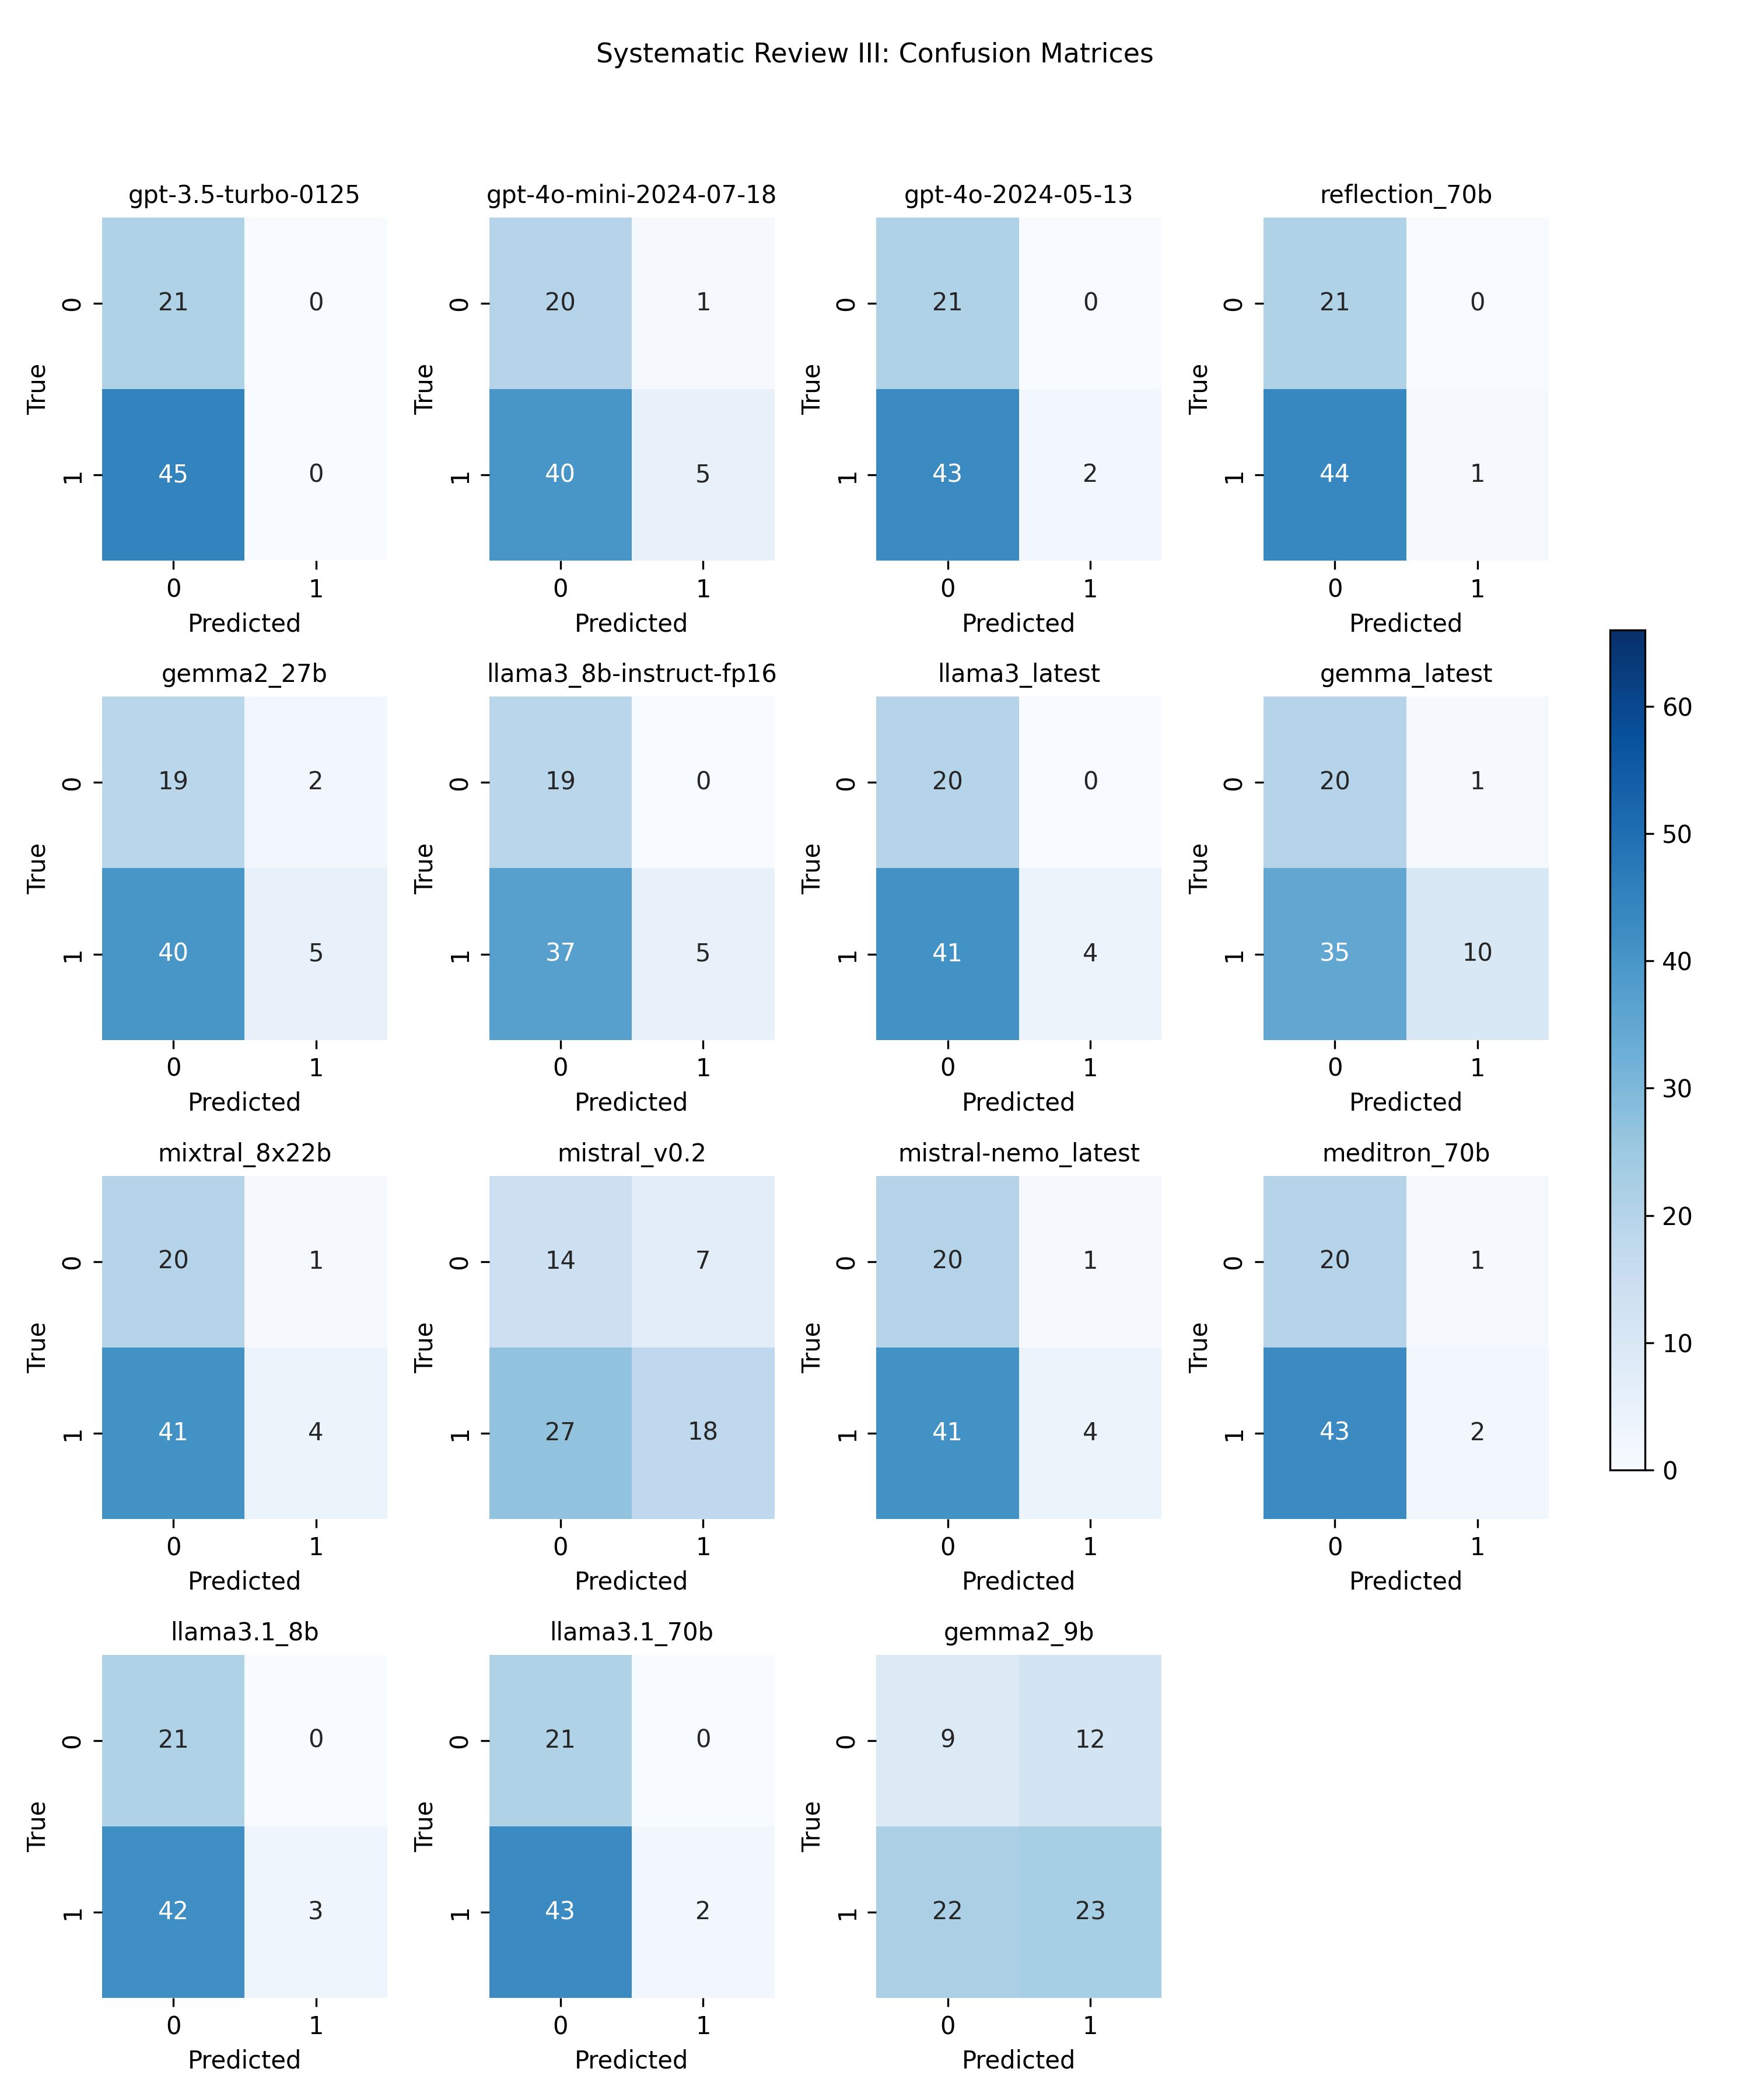 Systematic Review III: Confusion Matrices
gpt-3.5-turbo-0125 gpt-4o-mini-2024-07-18 gpt-4o-2024-05-13 reflection_70b
0 21 0 0 20 1 0 21 0 0 21 0
True True True True
1 45 0 1 40 5 1 43 2 1 44 1
0 1 0 1 0 1 0 1
Predicted Predicted Predicted Predicted
gemma2_27b llama3_8b-instruct-fp16 llama3_latest gemma_latest
60
0 19 2 0 19 0 0 20 0 0 20 1
50
True True True True
1 40 5 1 37 5 1 41 4 1 35 10
40
0 1 0 1 0 1 0 1
Predicted Predicted Predicted Predicted
30
mixtral_8x22b mistral_v0.2 mistral-nemo_latest meditron_70b
20
0 20 1 0 14 7 0 20 1 0 20 1
10
True True True True
1 41 4 1 27 18 1 41 4 1 43 2
0
0 1 0 1 0 1 0 1
Predicted Predicted Predicted Predicted
llama3.1_8b llama3.1_70b gemma2_9b
0 21 0 0 21 0 0 9 12
True True True
1 42 3 1 43 2 1 22 23
0 1 0 1 0 1
Predicted Predicted Predicted